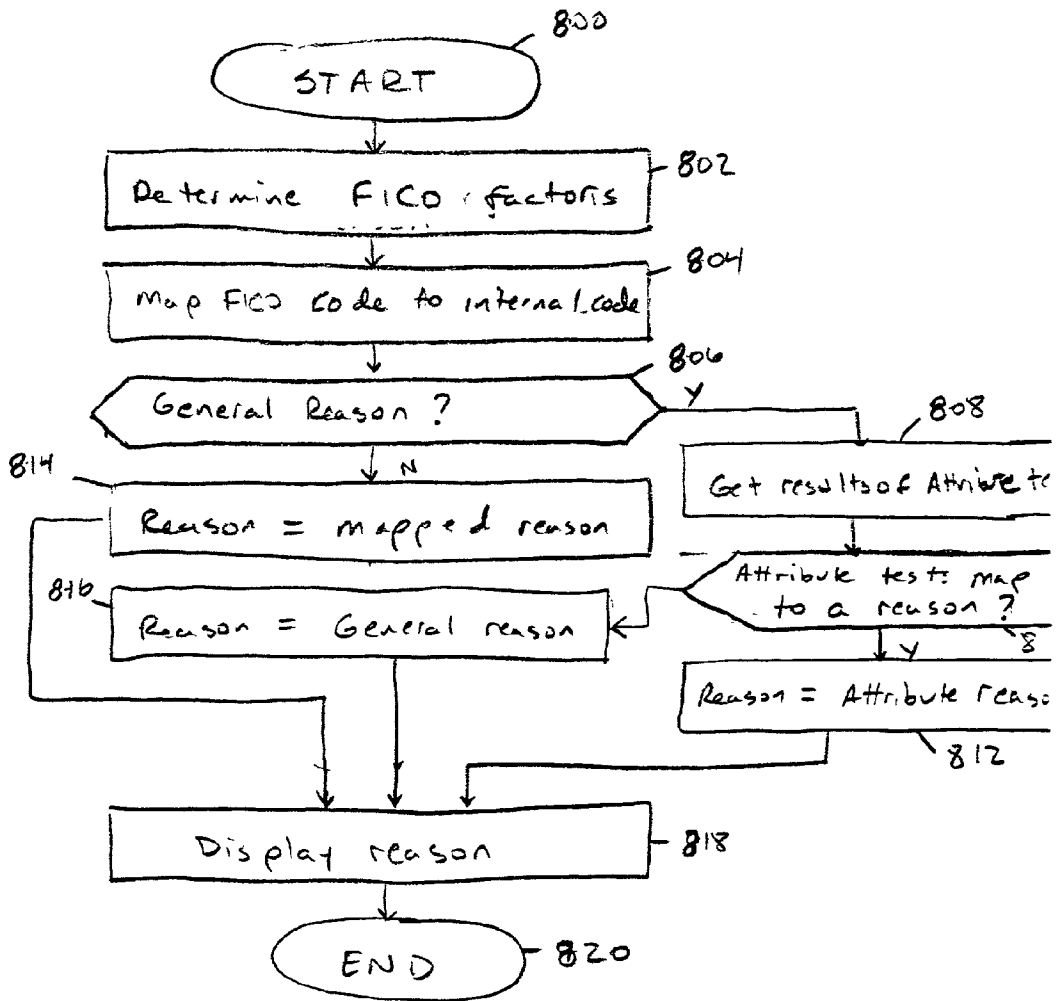 800
START
802
Determine FICO factors
804
Map FICO code to internal code
806
General Reason ?
Y
808
814
N
Get results of Attribute te
Reason = mapped reason
Attribute test map
to a reason ?
816
8
Reason = General reason
Y
Reason = Attribute reaso
812
Display reason
818
END
820